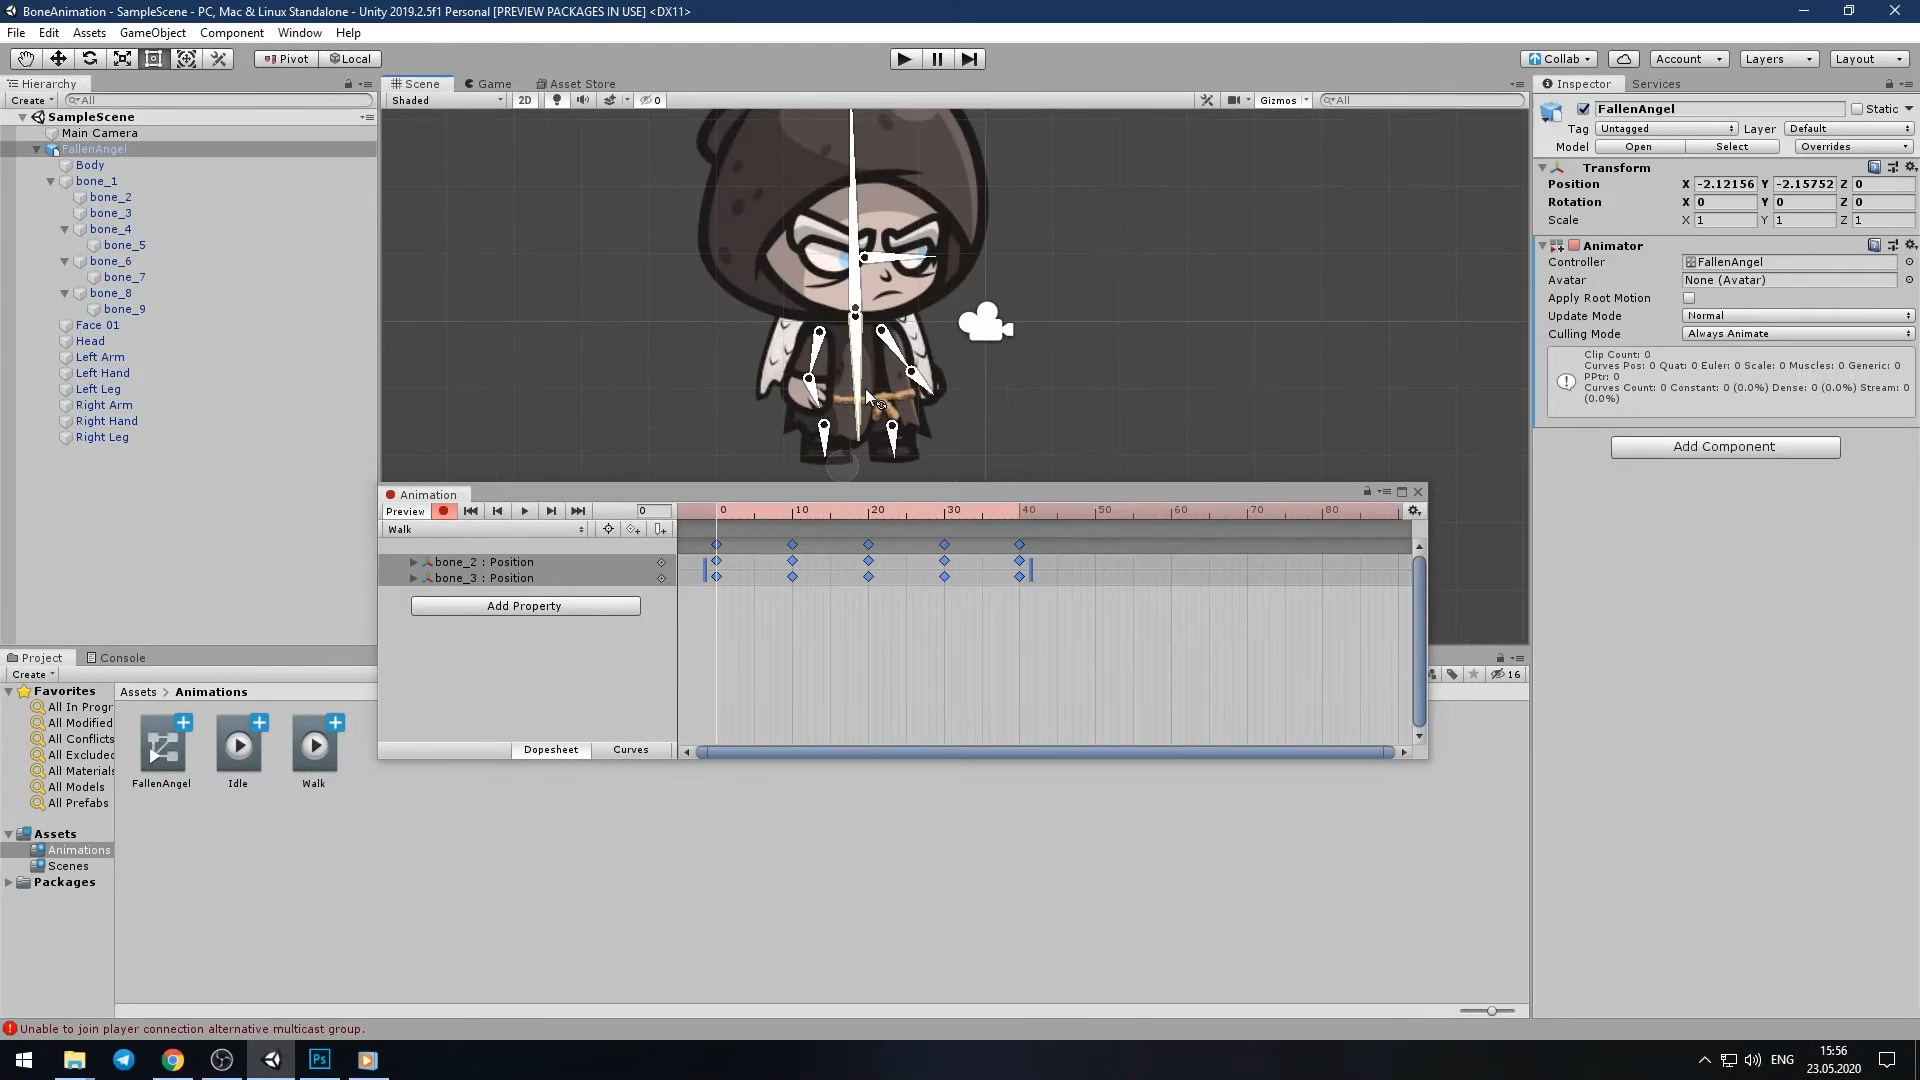 BoneAnimation - SampleScene - PC, Mac & Linux Standalone - Unity 2019.2.5f1 Personal [PREVIEW PACKAGES IN USE] <DX11>
File Edit Assets GameObject Component Window Help
Pivot Local Collab Account Layers Layout
Hierarchy
Create All
SampleScene
Main Camera
FallenAngel
Body
bone_1
bone_2
bone_3
bone_4
bone_5
bone_6
bone_7
bone_8
bone_9
Face 01
Head
Left Arm
Left Hand
Left Leg
Right Arm
Right Hand
Right Leg
Scene Game Asset Store
Shaded 2D 0 Gizmos All
Animation
Preview 0 0 10 20 30 40 50 60 70 80
Walk
bone_2 : Position
bone_3 : Position
Add Property
Dopesheet Curves
Inspector Services
FallenAngel Static
Tag Untagged Layer Default
Model Open Select Overrides
Transform
Position X -2.12156 Y -2.15752 Z 0
Rotation X 0 Y 0 Z 0
Scale X 1 Y 1 Z 1
Animator
Controller FallenAngel
Avatar None (Avatar)
Apply Root Motion
Update Mode Normal
Culling Mode Always Animate
Clip Count: 0
Curves Pos: 0 Quat: 0 Euler: 0 Scale: 0 Muscles: 0 Generic: 0
PPtr: 0
Curves Count: 0 Constant: 0 (0.0%) Dense: 0 (0.0%) Stream: 0
(0.0%)
Add Component
Project Console
Create 16
Favorites
All In Progr
All Modified
All Conflicts
All Excluded
All Materials
All Models
All Prefabs
Assets
Animations
Scenes
Packages
Assets > Animations
FallenAngel Idle Walk
Unable to join player connection alternative multicast group.
Ps ENG 15:56
23.05.2020